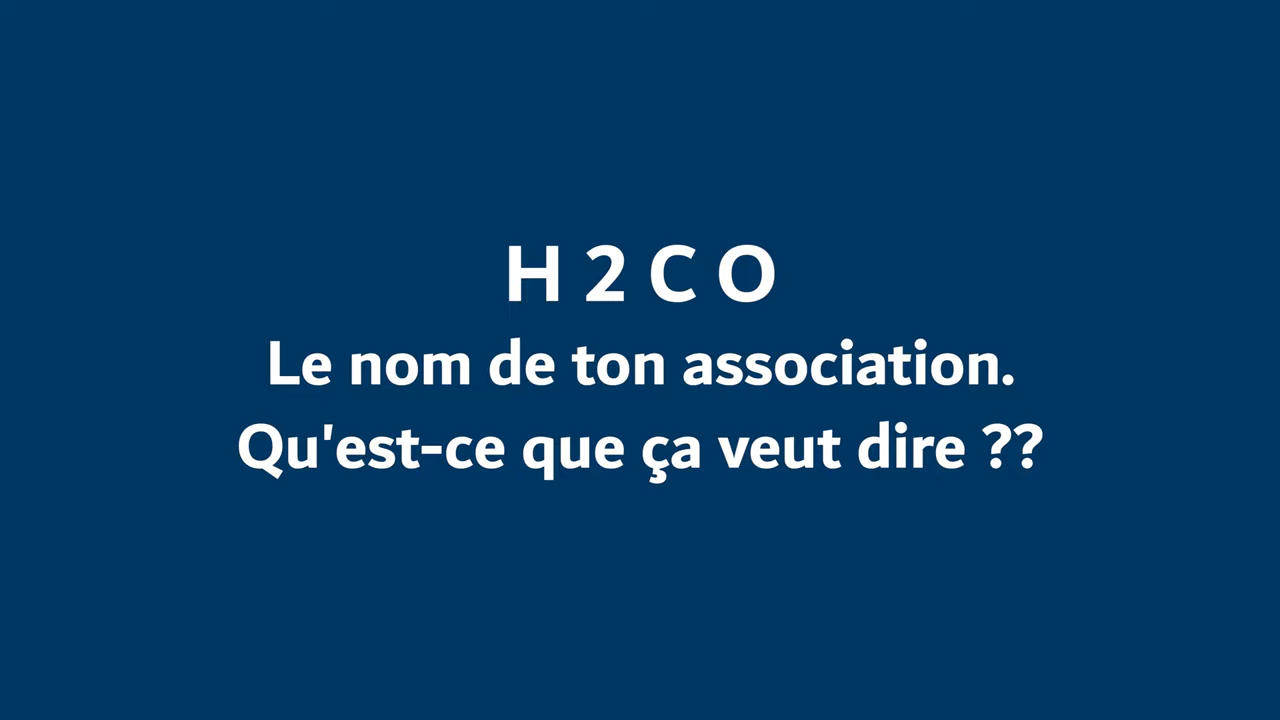 H 2 C O
Le nom de ton association.
Qu'est-ce que ça veut dire ??